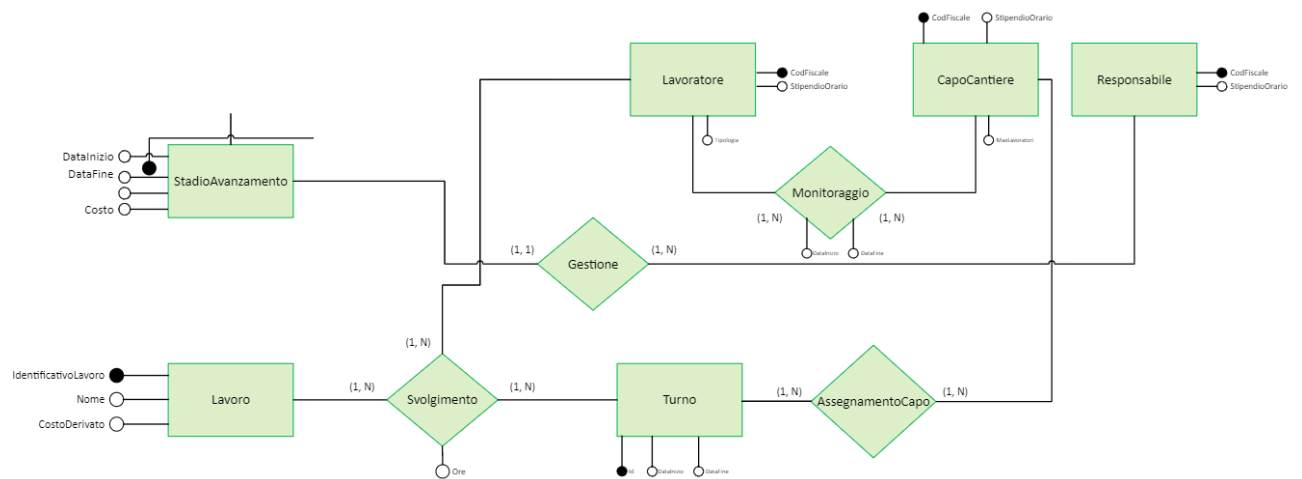 CodFiscale
StipendioOrario
Lavoratore
CodFiscale
StipendioOrario
CapoCantiere
Responsabile
CodFiscale
StipendioOrario
Tipologia
MaxLavoratori
DataInizio
DataFine
Costo
StadioAvanzamento
Monitoraggio
(1, N)
(1, N)
DataInizio
DataFine
(1, 1)
(1, N)
Gestione
(1, N)
IdentificativoLavoro
Nome
CostoDerivato
Lavoro
(1, N)
Svolgimento
(1, N)
Ore
Turno
Id
DataInizio
DataFine
(1, N)
AssegnamentoCapo
(1, N)